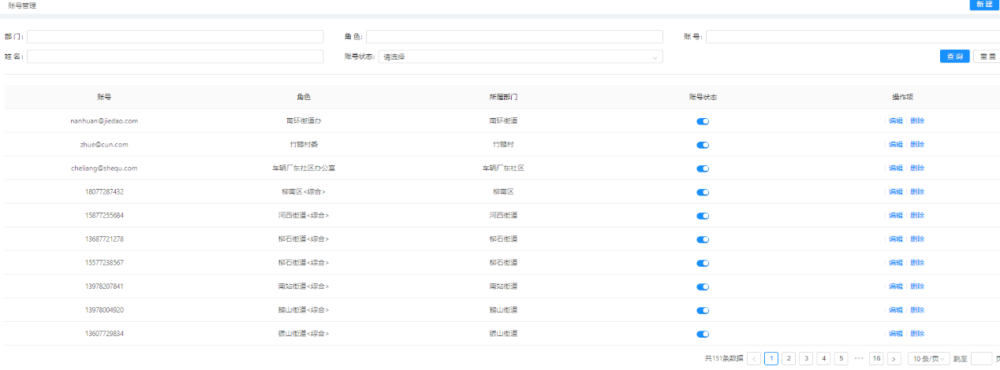 账号管理 新 建
部 门: 角 色: 账 号:
姓 名: 账号状态: 请选择 查 询 重 置
账号 角色 所属部门 账号状态 操作项
nanhuan@jiedao.com 南环街道办 南环街道 编辑 删除
zhue@cun.com 竹鹅村委 竹鹅村 编辑 删除
cheliang@shequ.com 车辆厂东社区办公室 车辆厂东社区 编辑 删除
18077287432 柳南区<综合> 柳南区 编辑 删除
15877255684 河西街道<综合> 河西街道 编辑 删除
13687721278 柳石街道<综合> 柳石街道 编辑 删除
15577238567 柳石街道<综合> 柳石街道 编辑 删除
13978207841 南站街道<综合> 南站街道 编辑 删除
13978004920 鹅山街道<综合> 鹅山街道 编辑 删除
13607729834 银山街道<综合> 银山街道 编辑 删除
共151条数据 < 1 2 3 4 5 ••• 16 > 10 条/页 跳至